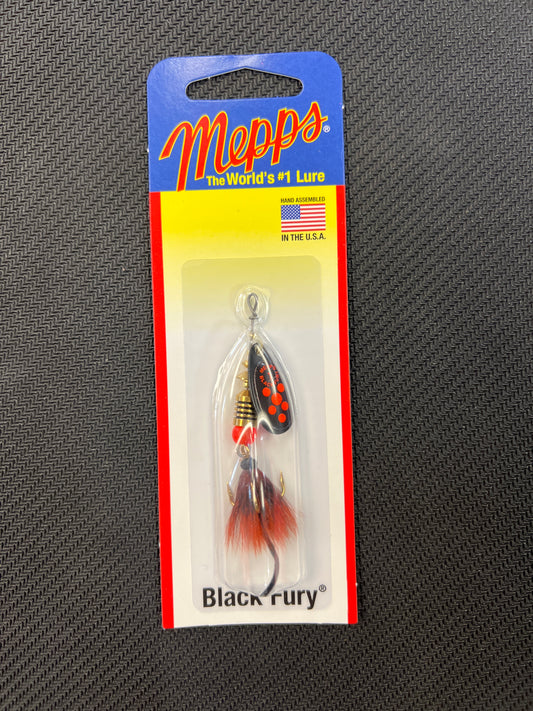 Mepps®
The World's #1 Lure
HAND ASSEMBLED
IN THE U.S.A.
Black Fury®